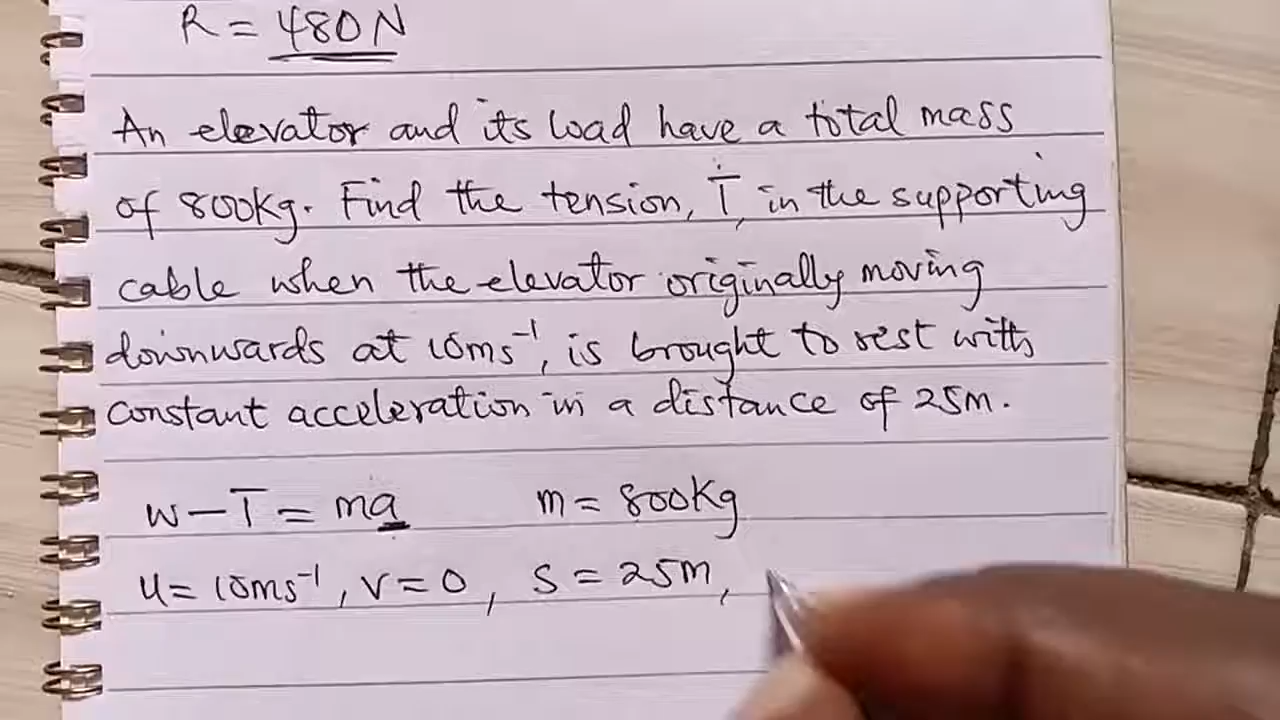 R = 480N
An elevator and its load have a total mass
of 800kg. Find the tension, T, in the supporting
cable when the elevator originally moving
downwards at 10ms⁻¹, is brought to rest with
constant acceleration in a distance of 25m.
W – T = ma m = 800kg
u = 10ms⁻¹, v = 0, s = 25m,